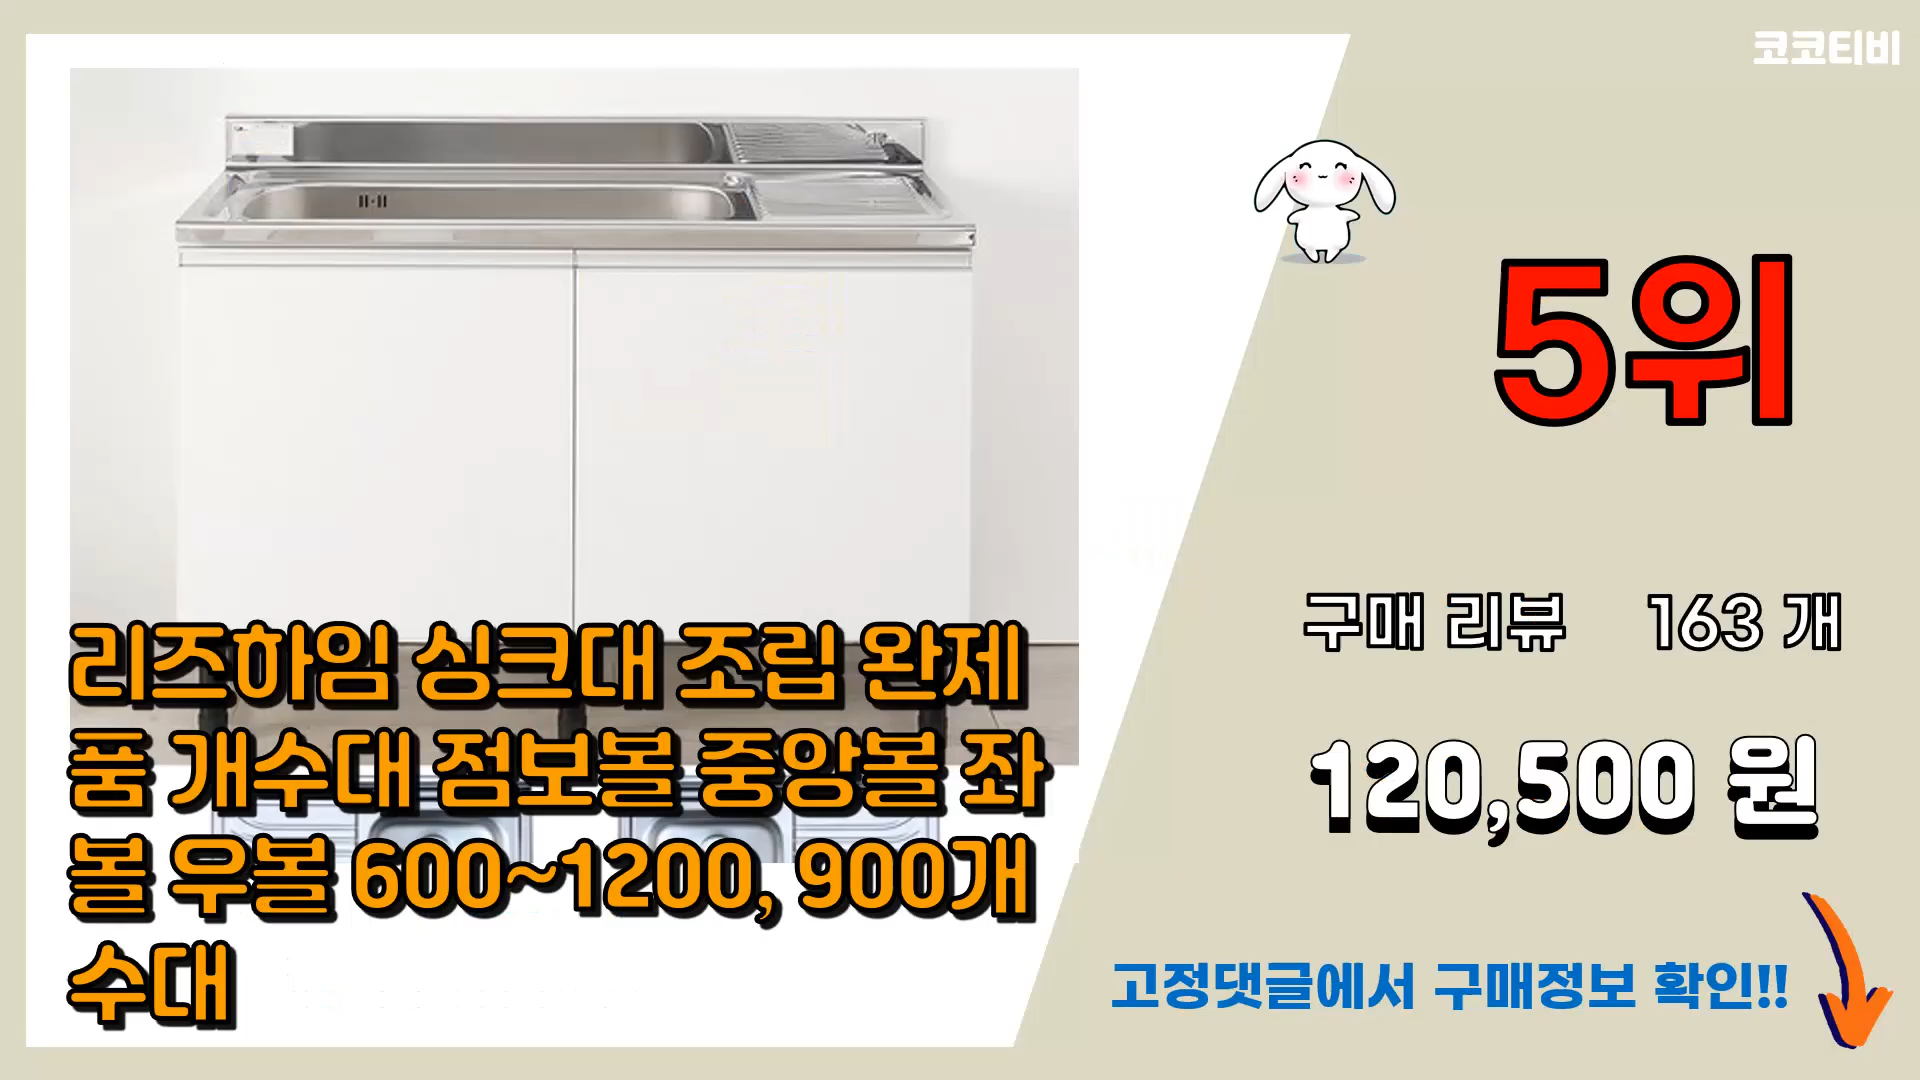 코코티비
5위
구매 리뷰 163 개
120,500 원
리즈하임 싱크대 조립 완제
품 개수대 점보볼 중앙볼 좌
볼 우볼 600~1200, 900개
수대
고정댓글에서 구매정보 확인!!